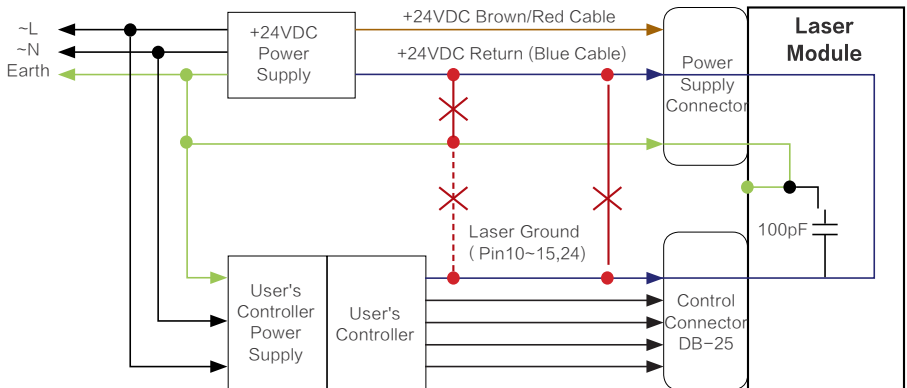 ~L
~N
Earth
+24VDC
Power
Supply
+24VDC Brown/Red Cable
+24VDC Return (Blue Cable)
Power
Supply
Connector
Laser
Module
100pF
Laser Ground
( Pin10~15,24)
User's
Controller
Power
Supply
User's
Controller
Control
Connector
DB-25